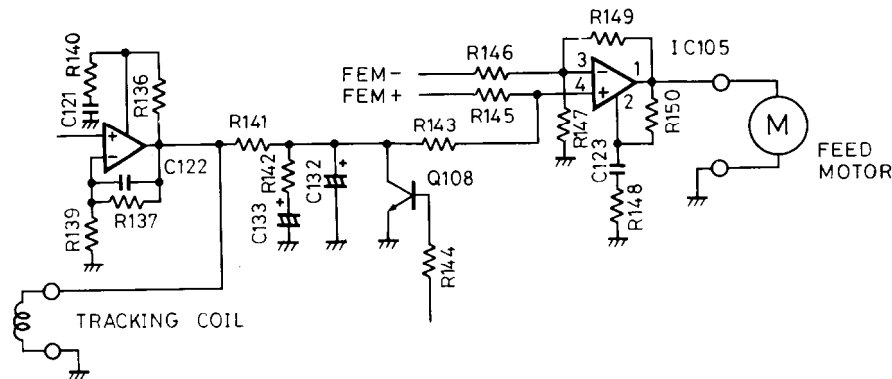 R140
C121
R136
+
−
C122
R137
R139
R141
R142
C133
+
C132
+
R143
Q108
R144
TRACKING COIL
FEM−
FEM+
R146
R145
R147
R149
IC105
3
−
4
+
2
1
R150
C123
R148
M
FEED
MOTOR